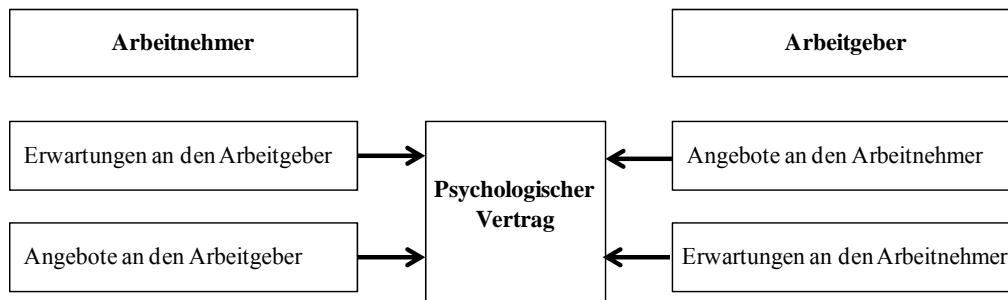 Arbeitnehmer
Arbeitgeber
Erwartungen an den Arbeitgeber
Angebote an den Arbeitnehmer
Psychologischer
Vertrag
Angebote an den Arbeitgeber
Erwartungen an den Arbeitnehmer